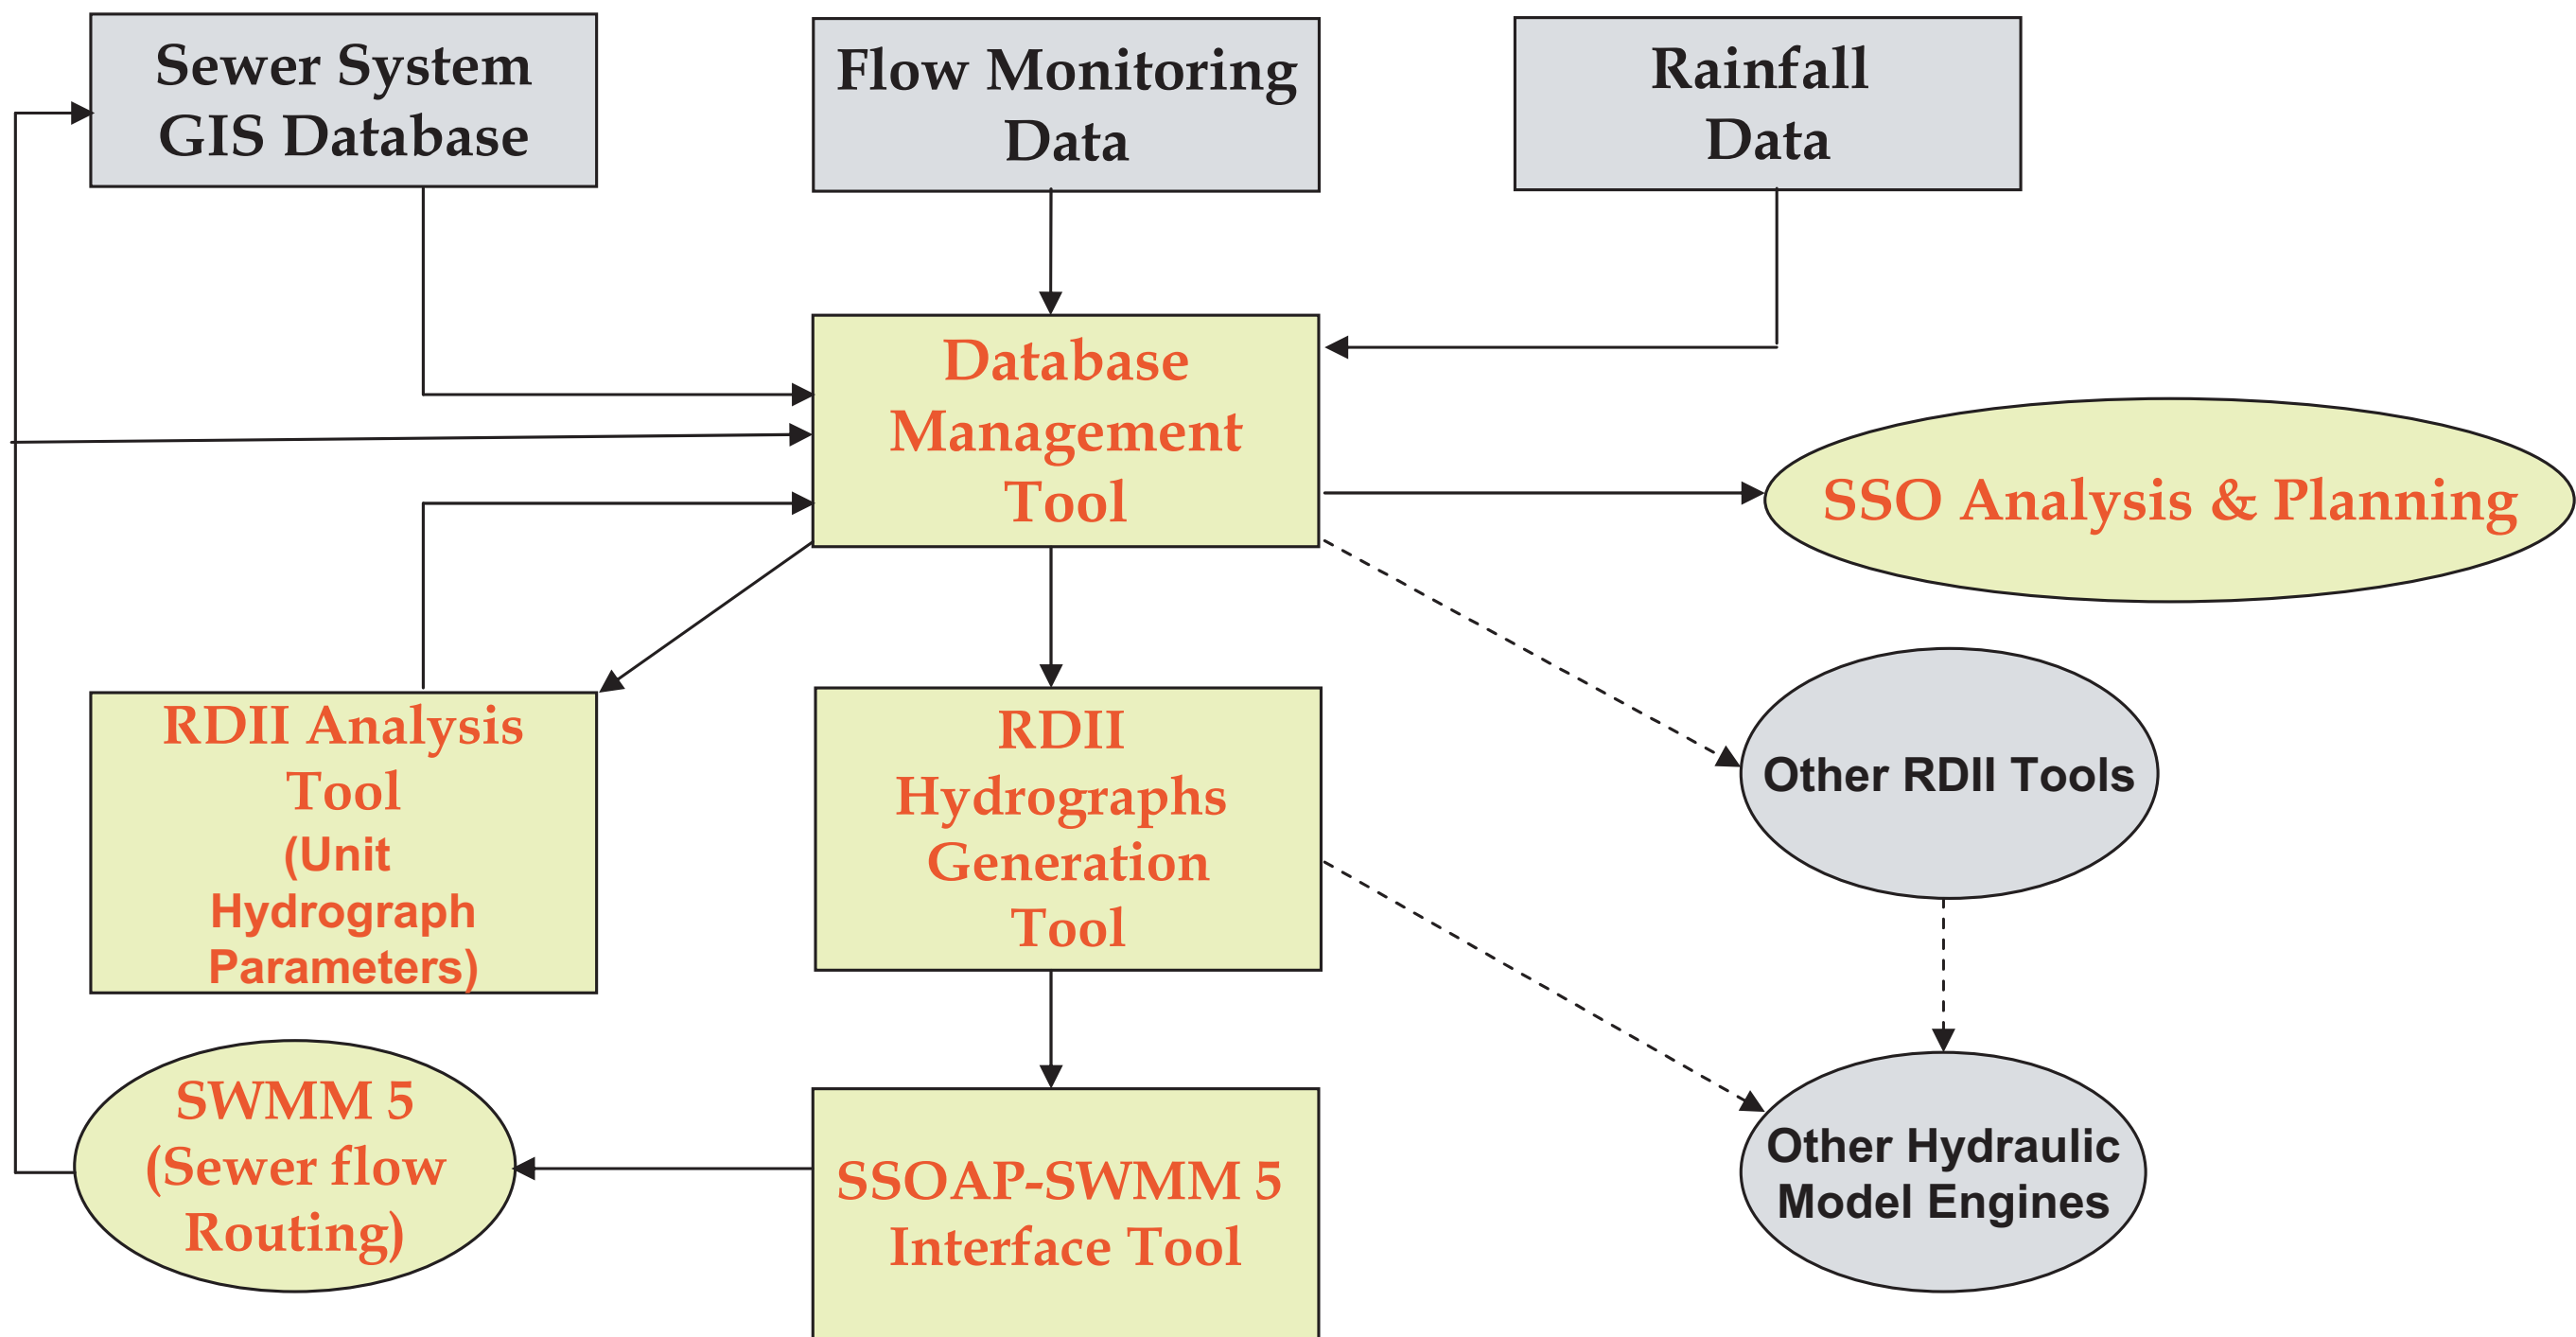 Sewer System
GIS Database
Flow Monitoring
Data
Rainfall
Data
Database
Management
Tool
SSO Analysis & Planning
RDII Analysis
Tool
(Unit
Hydrograph
Parameters)
RDII
Hydrographs
Generation
Tool
Other RDII Tools
SWMM 5
(Sewer flow
Routing)
SSOAP-SWMM 5
Interface Tool
Other Hydraulic
Model Engines